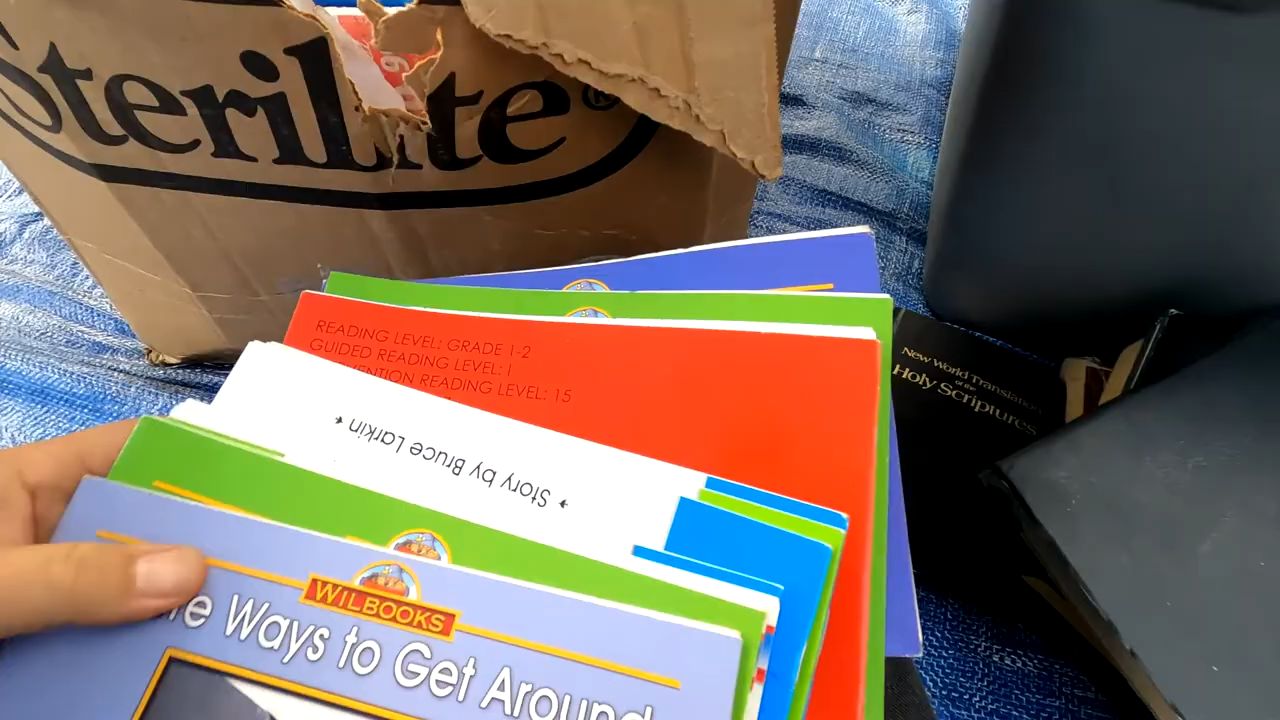 Sterilite®
READING LEVEL: GRADE 1-2
GUIDED READING LEVEL: I
READING LEVEL: 15
New World Translation
of the
Holy Scriptures
Story by Bruce Larkin
WILBOOKS
Ways to Get Around